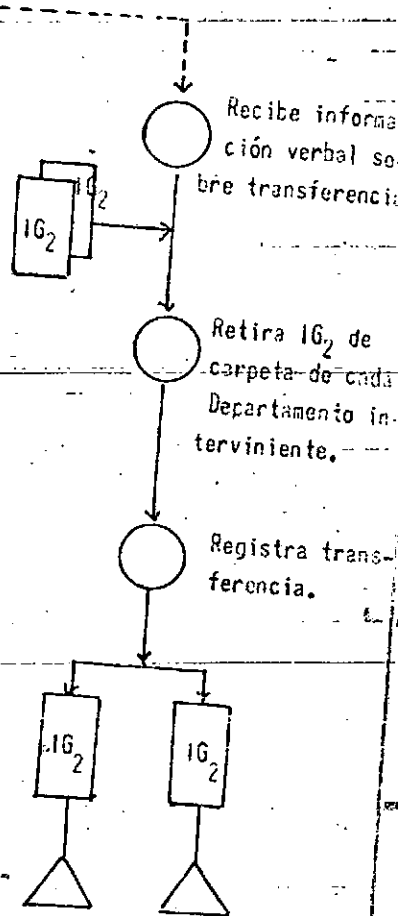 Recibe informa
ción verbal so-
bre transferencia
IG2
IG2
Retira IG2 de
carpeta de cada
Departamento in-
terviniente.
Registra trans-
ferencia.
IG2
IG2